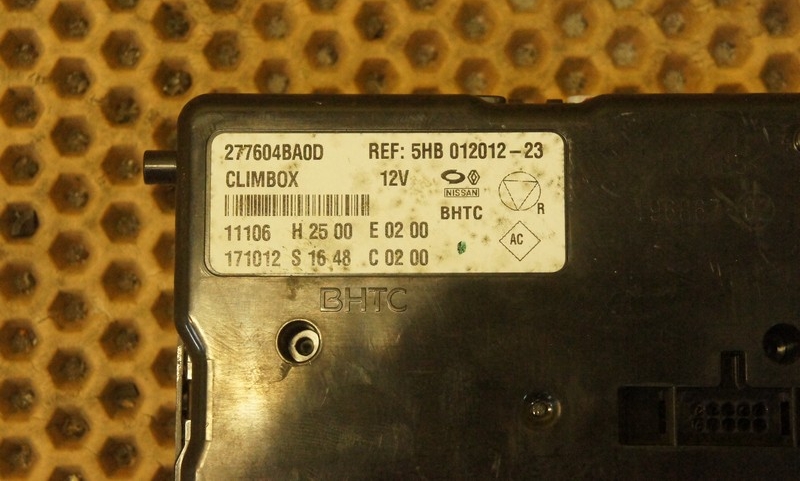 277604BA0D REF: 5HB 012012-23
CLIMBOX 12V
NISSAN
BHTC
R
11106 H 25 00 E 02 00
AC
171012 S 16 48 C 02 00
BHTC